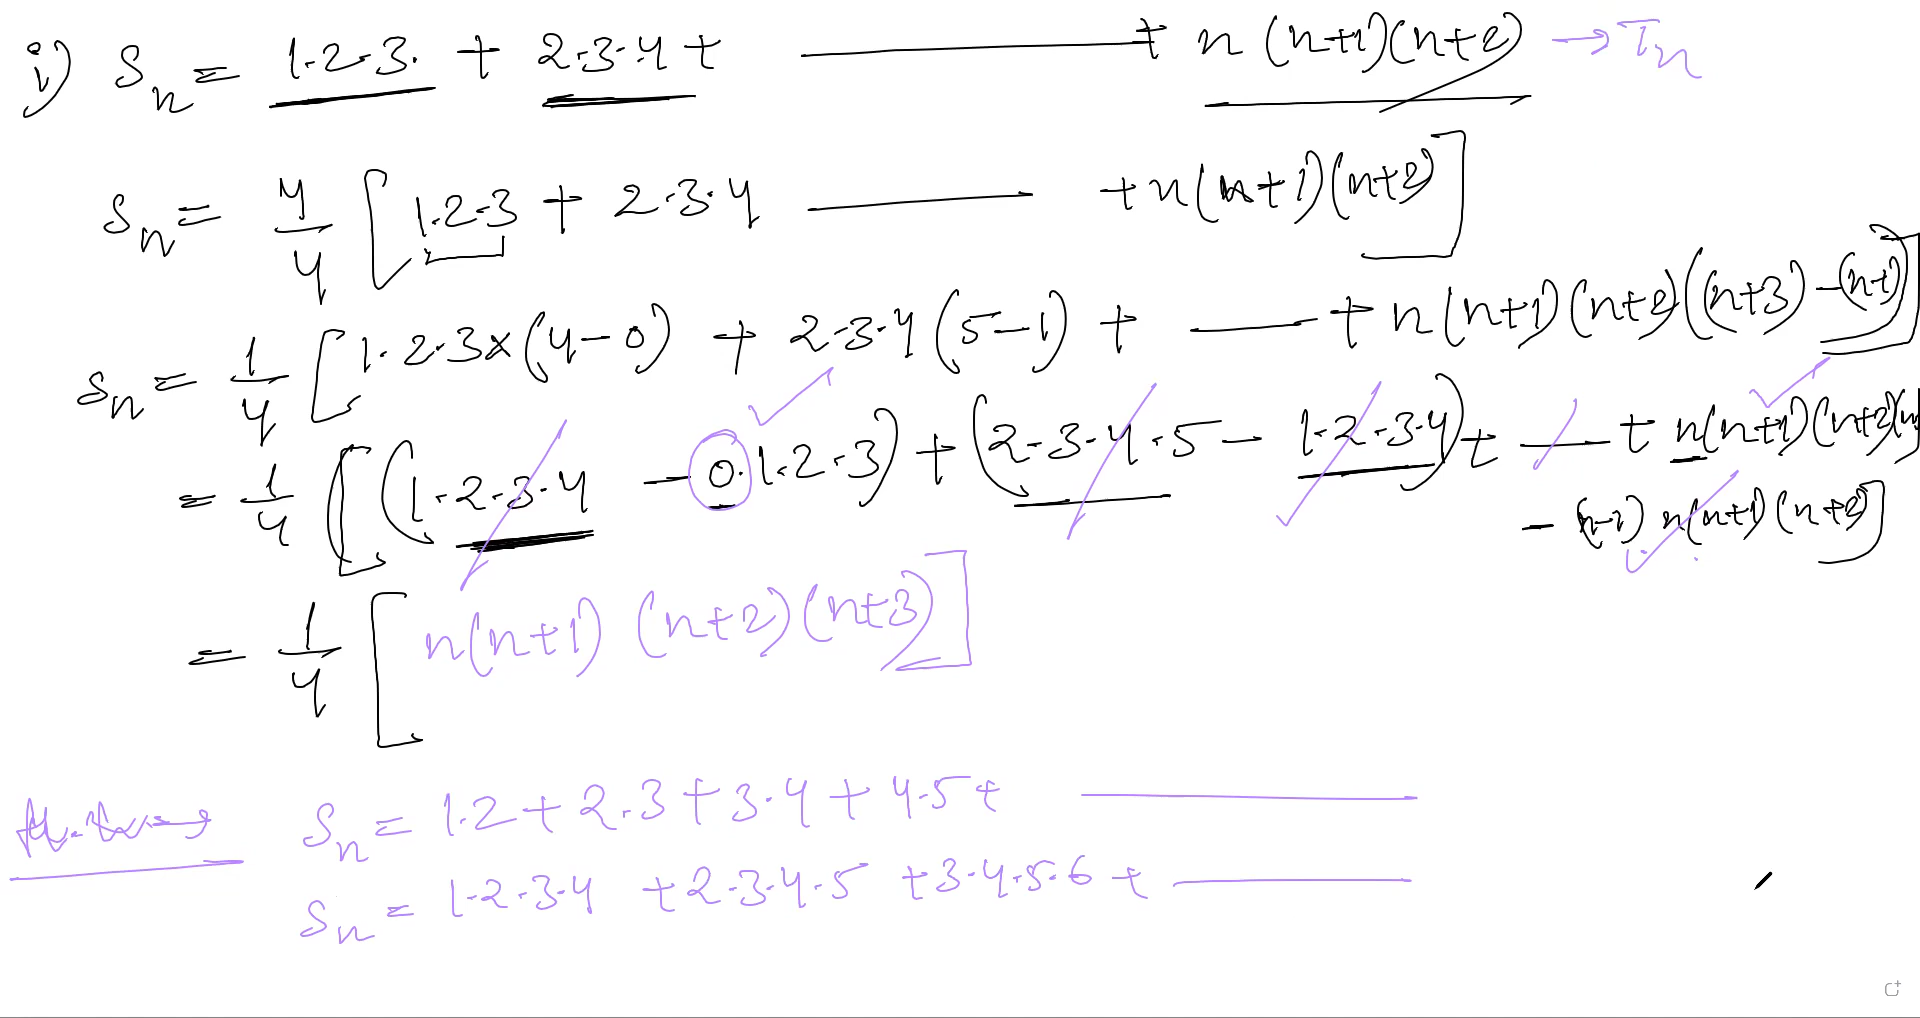 i) Sn = 1.2.3. + 2.3.4 + ——— + n (n+1)(n+2) → Tn
Sn = 4/4 [1.2.3 + 2.3.4 ——— + n(n+1)(n+2)]
Sn = 1/4 [1.2.3×(4-0) + 2.3.4(5-1) + ——— + n(n+1)(n+2)((n+3)-(n-1))]
= 1/4 [(1.2.3.4 - 0.1.2.3) + (2.3.4.5 - 1.2.3.4) + ——— + n(n+1)(n+2)(n
- (n-1) n(n+1)(n+2)]
= 1/4 [n(n+1) (n+2)(n+3)]
Sn = 1.2 + 2.3 + 3.4 + 4.5 + ———
Sn = 1.2.3.4 + 2.3.4.5 + 3.4.5.6 + ———